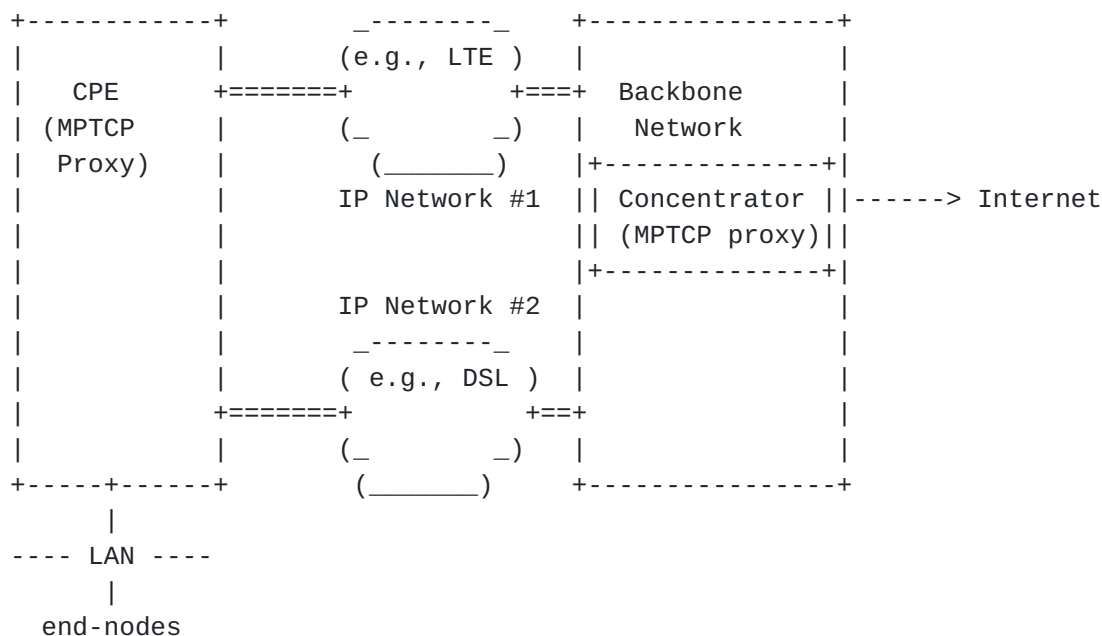 (e.g., LTE )
CPE Backbone
(MPTCP Network
Proxy)
IP Network #1 Concentrator ------> Internet
(MPTCP proxy)
IP Network #2
( e.g., DSL )
---- LAN ----
end-nodes